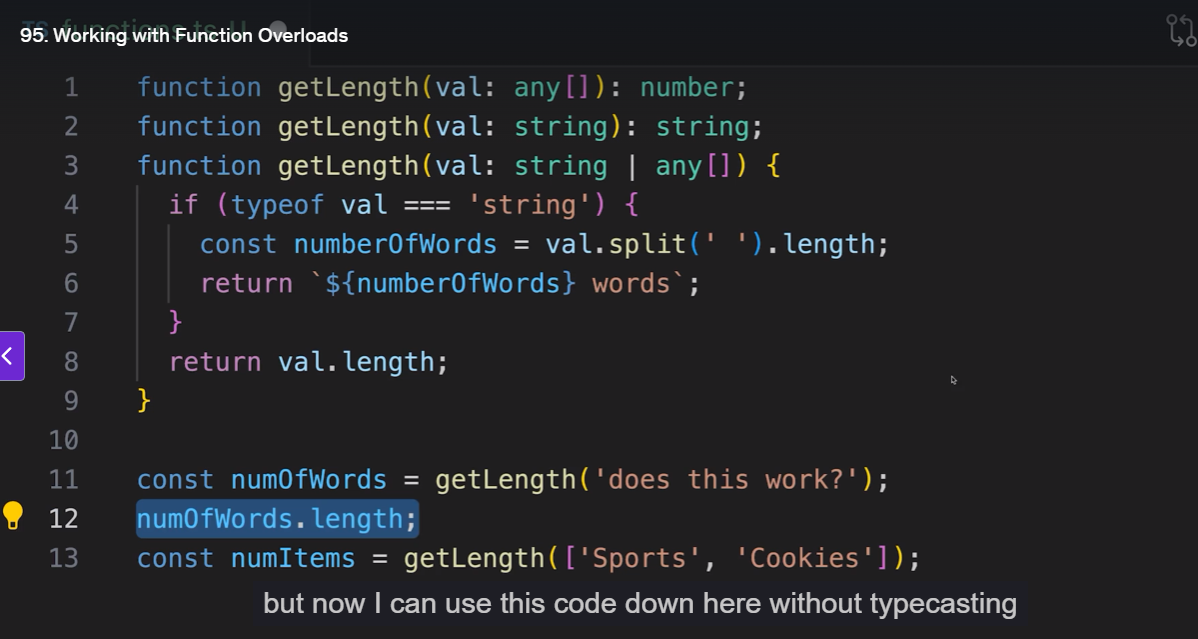 TS functions.ts U
95. Working with Function Overloads
1 function getLength(val: any[]): number;
2 function getLength(val: string): string;
3 function getLength(val: string | any[]) {
4 if (typeof val === 'string') {
5 const numberOfWords = val.split(' ').length;
6 return `${numberOfWords} words`;
7 }
8 return val.length;
9 }
10
11 const numOfWords = getLength('does this work?');
12 numOfWords.length;
13 const numItems = getLength(['Sports', 'Cookies']);
but now I can use this code down here without typecasting